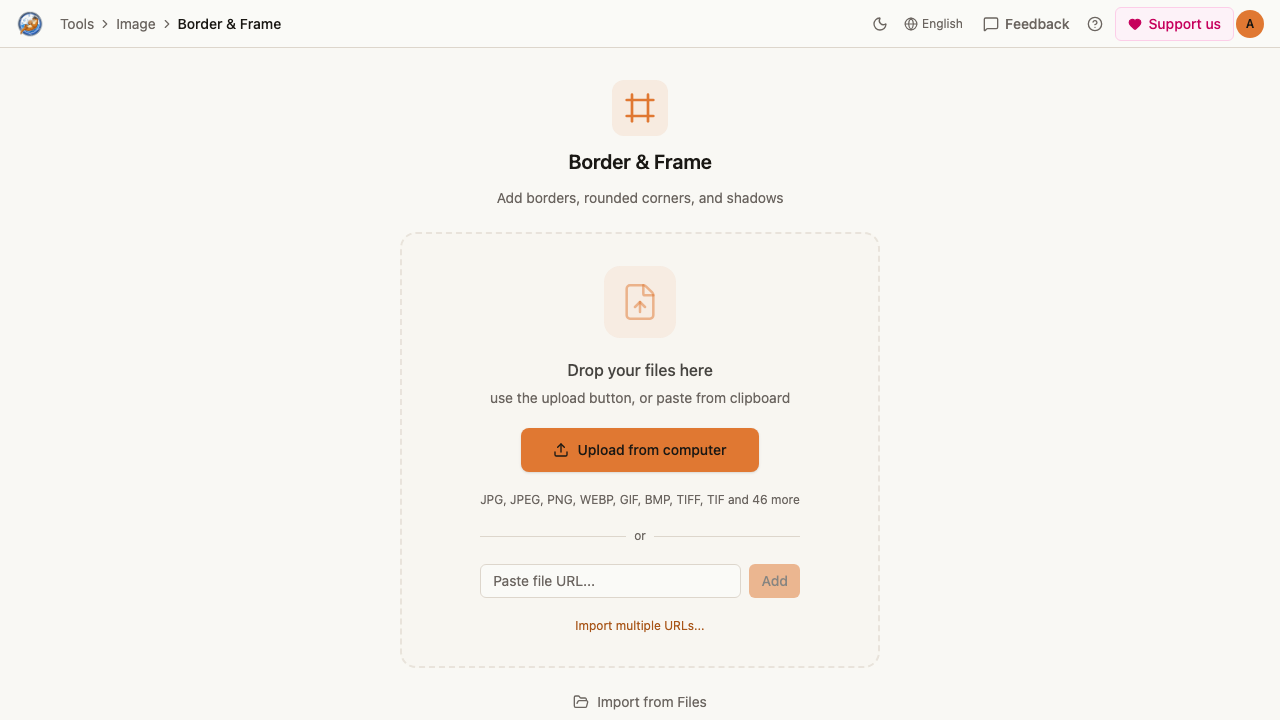 Tools > Image > Border & Frame
English
Feedback
Support us
A
Border & Frame
Add borders, rounded corners, and shadows
Drop your files here
use the upload button, or paste from clipboard
Upload from computer
JPG, JPEG, PNG, WEBP, GIF, BMP, TIFF, TIF and 46 more
or
Paste file URL...
Add
Import multiple URLs...
Import from Files